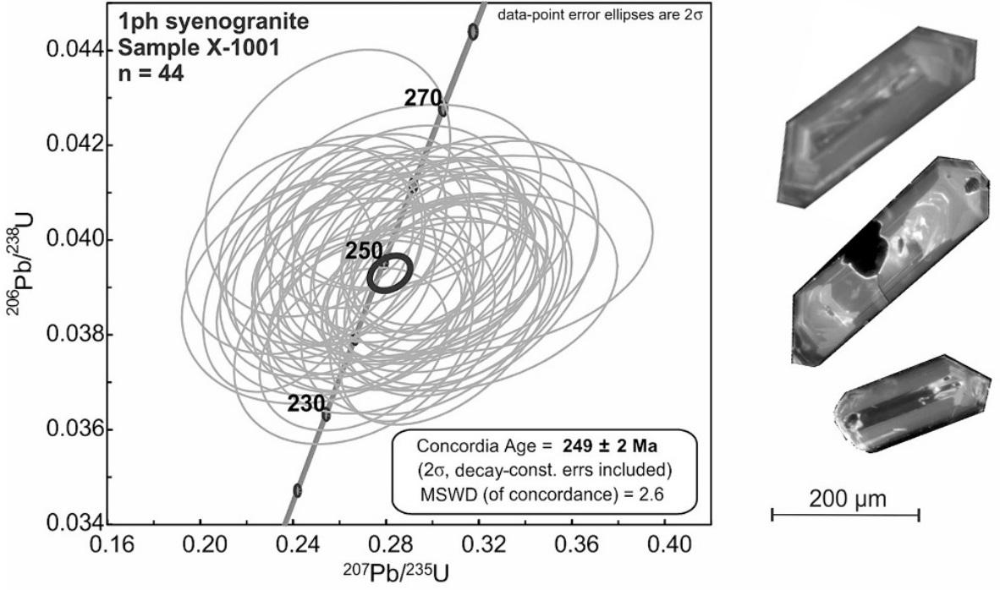 1ph syenogranite
Sample X-1001
n = 44
data-point error ellipses are 2σ
0.044
0.042
0.040
0.038
0.036
0.034
²⁰⁶Pb/²³⁸U
270
250
230
Concordia Age = 249 ± 2 Ma
(2σ, decay-const. errs included)
MSWD (of concordance) = 2.6
0.16 0.20 0.24 0.28 0.32 0.36 0.40
²⁰⁷Pb/²³⁵U
200 μm